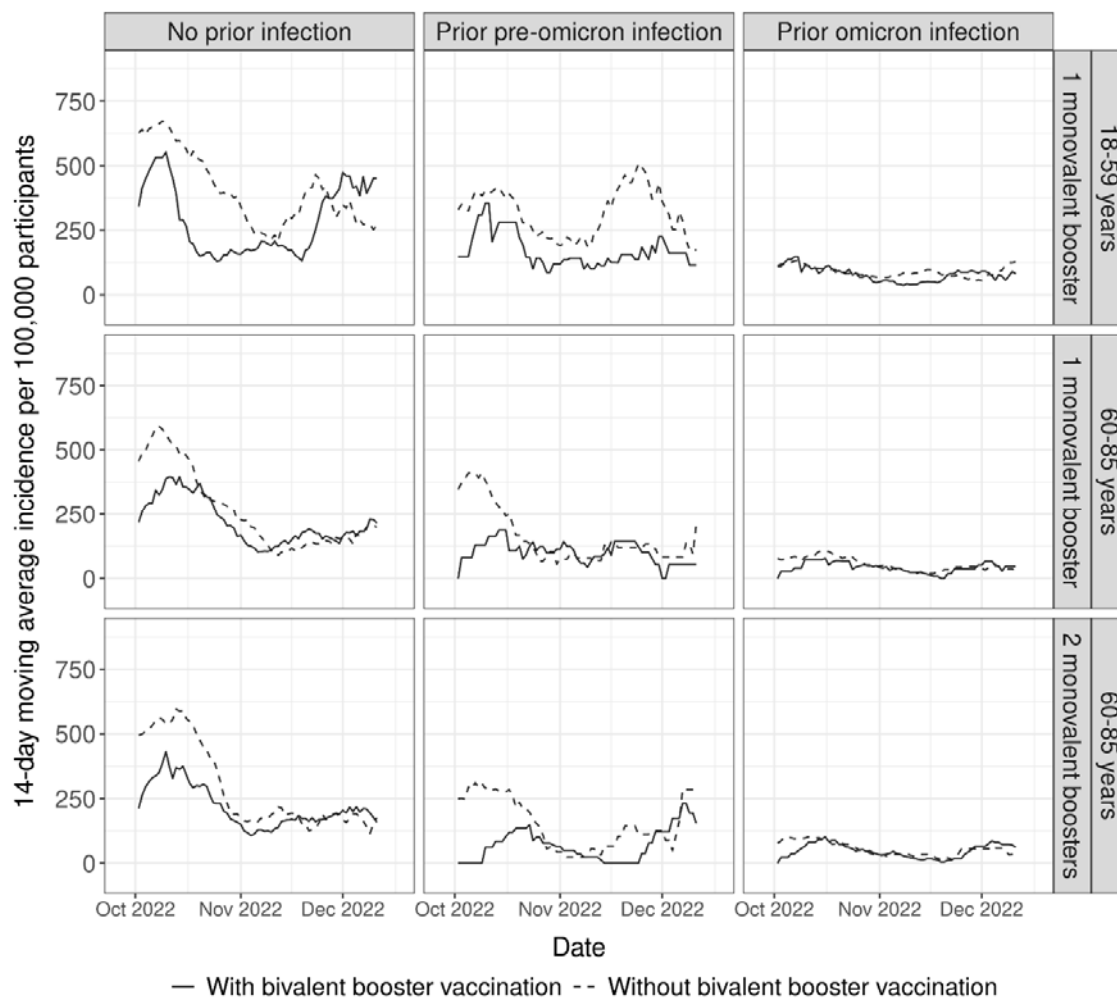 No prior infection
Prior pre-omicron infection
Prior omicron infection
14-day moving average incidence per 100,000 participants
750
500
250
0
1 monovalent booster
18-59 years
750
500
250
0
1 monovalent booster
60-85 years
750
500
250
0
2 monovalent boosters
60-85 years
Oct 2022 Nov 2022 Dec 2022
Oct 2022 Nov 2022 Dec 2022
Oct 2022 Nov 2022 Dec 2022
Date
With bivalent booster vaccination
Without bivalent booster vaccination